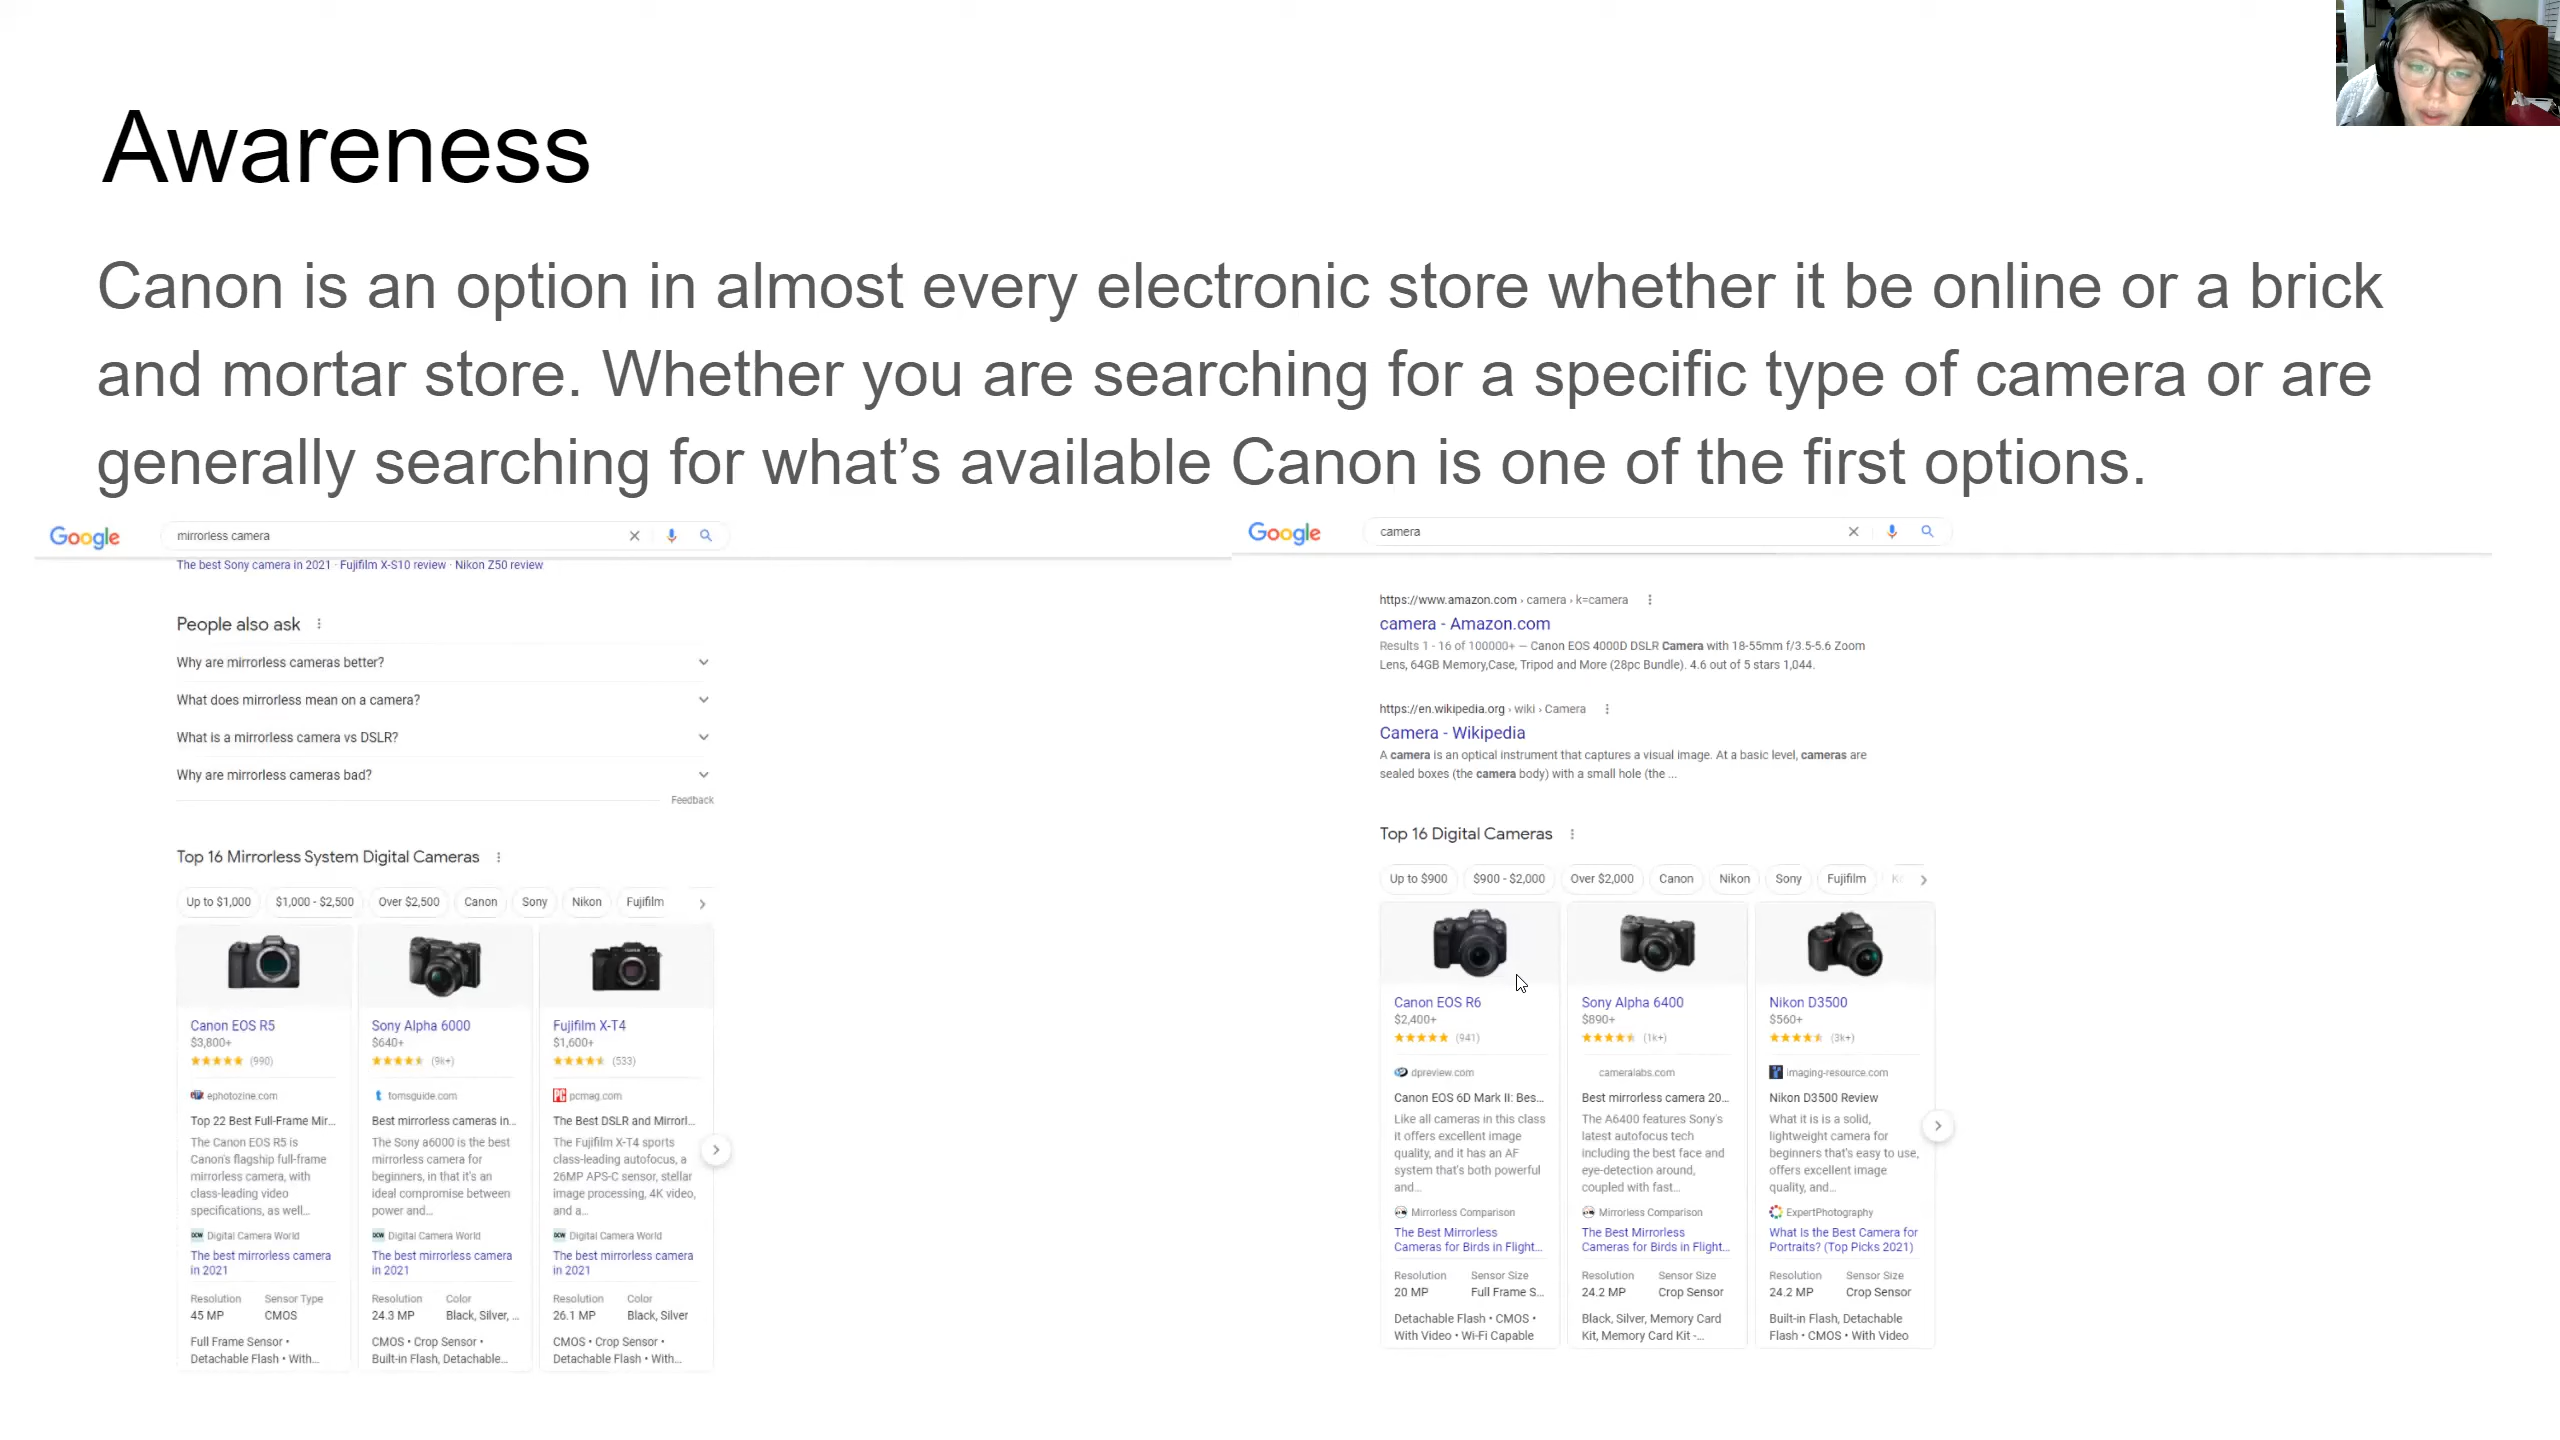 Awareness
Canon is an option in almost every electronic store whether it be online or a brick
and mortar store. Whether you are searching for a specific type of camera or are
generally searching for what’s available Canon is one of the first options.
Google
mirrorless camera
The best Sony camera in 2021 · Fujifilm X-S10 review · Nikon Z50 review
People also ask
Why are mirrorless cameras better?
What does mirrorless mean on a camera?
What is a mirrorless camera vs DSLR?
Why are mirrorless cameras bad?
Feedback
Top 16 Mirrorless System Digital Cameras
Up to $1,000 $1,000 - $2,500 Over $2,500 Canon Sony Nikon Fujifilm
Canon EOS R5
$3,800+
(990)
ephotozine.com
Top 22 Best Full-Frame Mir...
The Canon EOS R5 is
Canon's flagship full-frame
mirrorless camera, with
class-leading video
specifications, as well...
DCW Digital Camera World
The best mirrorless camera
in 2021
Resolution Sensor Type
45 MP CMOS
Full Frame Sensor •
Detachable Flash • With...
Sony Alpha 6000
$640+
(9k+)
tomsguide.com
Best mirrorless cameras in...
The Sony a6000 is the best
mirrorless camera for
beginners, in that it's an
ideal compromise between
power and...
DCW Digital Camera World
The best mirrorless camera
in 2021
Resolution Color
24.3 MP Black, Silver, ...
CMOS • Crop Sensor •
Built-in Flash, Detachable...
Fujifilm X-T4
$1,600+
(533)
pcmag.com
The Best DSLR and Mirrorl...
The Fujifilm X-T4 sports
class-leading autofocus, a
26MP APS-C sensor, stellar
image processing, 4K video,
and a...
DCW Digital Camera World
The best mirrorless camera
in 2021
Resolution Color
26.1 MP Black, Silver
CMOS • Crop Sensor •
Detachable Flash • With...
Google
camera
https://www.amazon.com › camera › k=camera
camera - Amazon.com
Results 1 - 16 of 100000+ — Canon EOS 4000D DSLR Camera with 18-55mm f/3.5-5.6 Zoom
Lens, 64GB Memory,Case, Tripod and More (28pc Bundle). 4.6 out of 5 stars 1,044.
https://en.wikipedia.org › wiki › Camera
Camera - Wikipedia
A camera is an optical instrument that captures a visual image. At a basic level, cameras are
sealed boxes (the camera body) with a small hole (the ...
Top 16 Digital Cameras
Up to $900 $900 - $2,000 Over $2,000 Canon Nikon Sony Fujifilm
Canon EOS R6
$2,400+
(941)
dpreview.com
Canon EOS 6D Mark II: Bes...
Like all cameras in this class
it offers excellent image
quality, and it has an AF
system that's both powerful
and...
Mirrorless Comparison
The Best Mirrorless
Cameras for Birds in Flight...
Resolution Sensor Size
20 MP Full Frame S...
Detachable Flash • CMOS •
With Video • Wi-Fi Capable
Sony Alpha 6400
$890+
(1k+)
cameralabs.com
Best mirrorless camera 20...
The A6400 features Sony's
latest autofocus tech
including the best face and
eye-detection around,
coupled with fast...
Mirrorless Comparison
The Best Mirrorless
Cameras for Birds in Flight...
Resolution Sensor Size
24.2 MP Crop Sensor
Black, Silver, Memory Card
Kit, Memory Card Kit -...
Nikon D3500
$560+
(3k+)
imaging-resource.com
Nikon D3500 Review
What it is is a solid,
lightweight camera for
beginners that's easy to use,
offers excellent image
quality, and...
ExpertPhotography
What Is the Best Camera for
Portraits? (Top Picks 2021)
Resolution Sensor Size
24.2 MP Crop Sensor
Built-in Flash, Detachable
Flash • CMOS • With Video